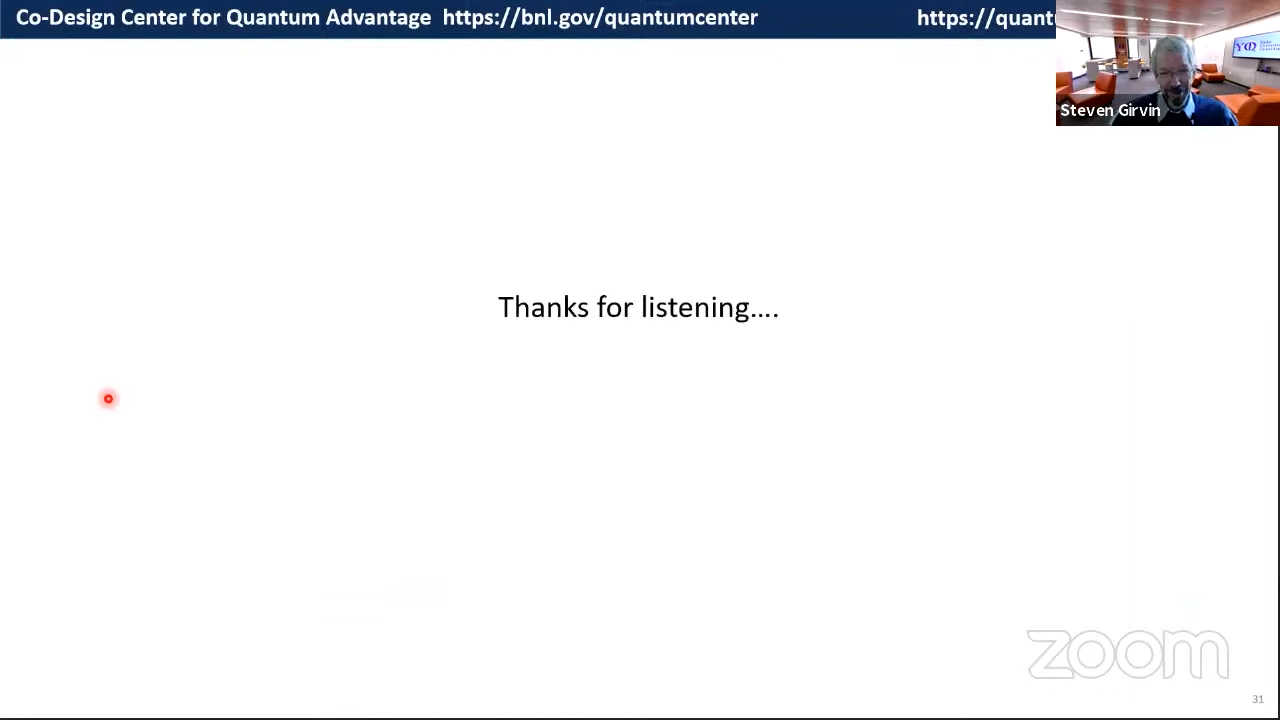 Co-Design Center for Quantum Advantage https://bnl.gov/quantumcenter
https://quant
Steven Girvin
Thanks for listening....
zoom
31